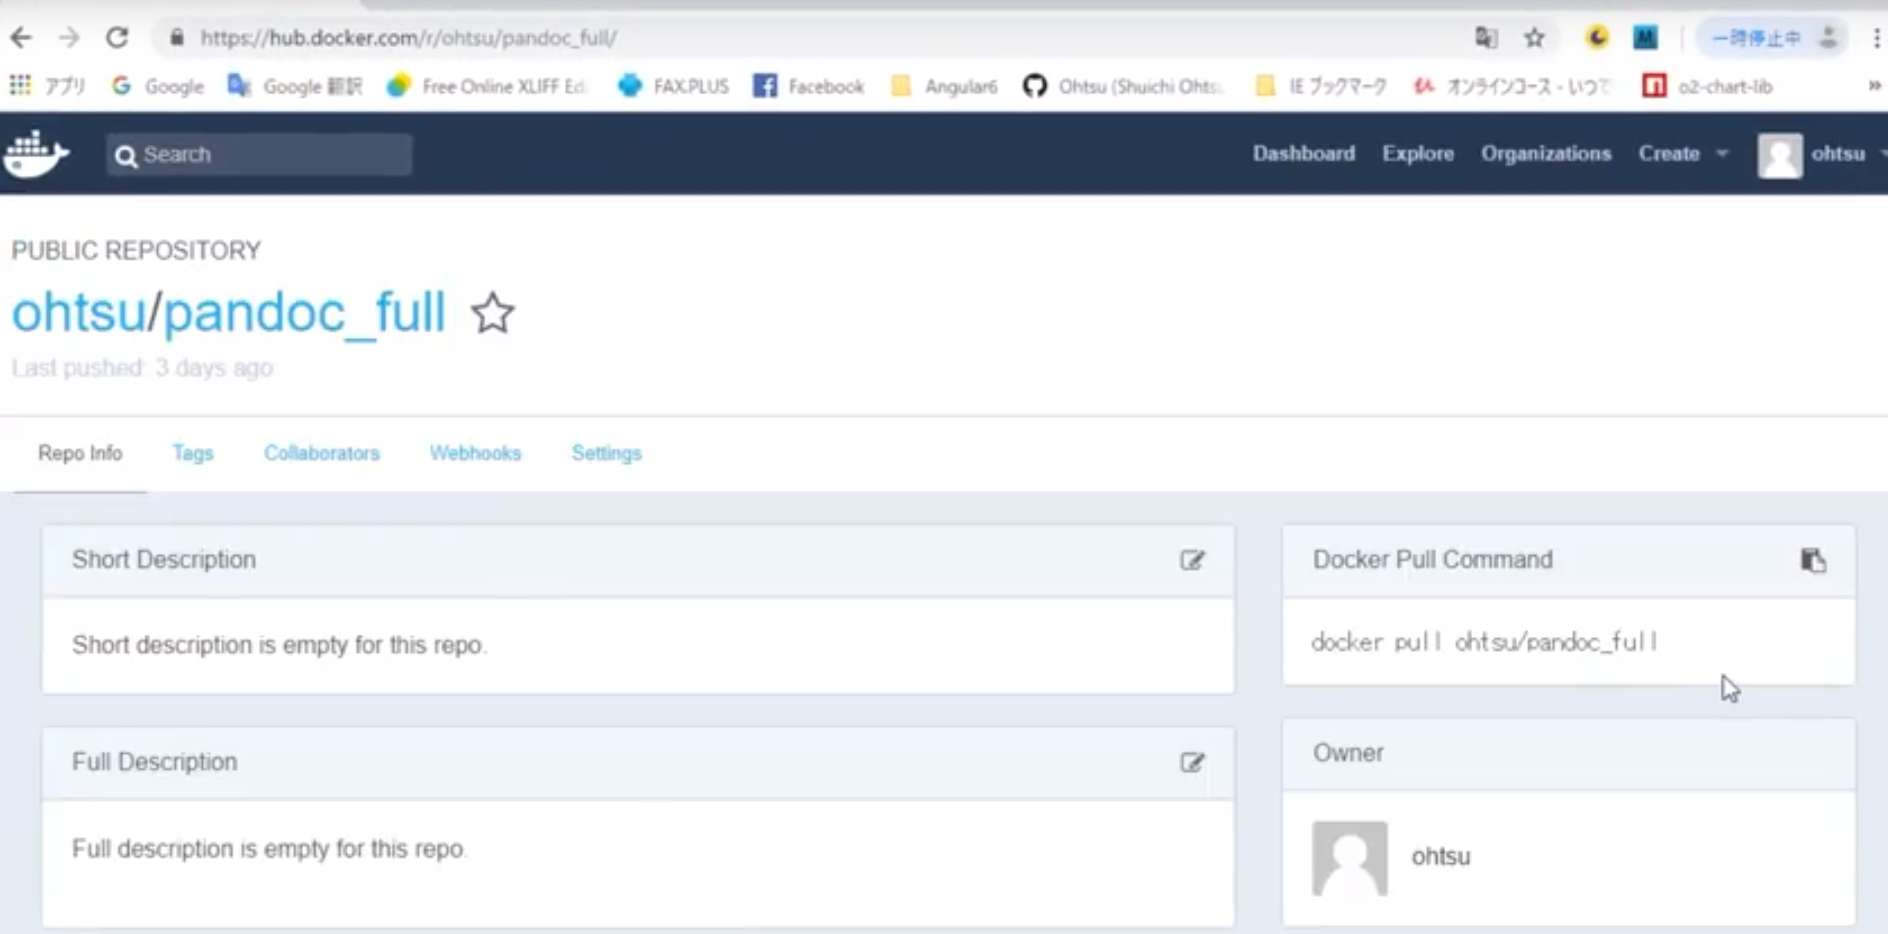 https://hub.docker.com/r/ohtsu/pandoc_full/
一時停止中
アプリ Google Google 翻訳 Free Online XLIFF Ed FAX.PLUS Facebook Angular6 Ohtsu (Shuichi Ohts IE ブックマーク オンラインコース - いつで o2-chart-lib »
Search Dashboard Explore Organizations Create ohtsu
PUBLIC REPOSITORY
ohtsu/pandoc_full
Last pushed: 3 days ago
Repo Info Tags Collaborators Webhooks Settings
Short Description
Short description is empty for this repo.
Full Description
Full description is empty for this repo.
Docker Pull Command
docker pull ohtsu/pandoc_full
Owner
ohtsu